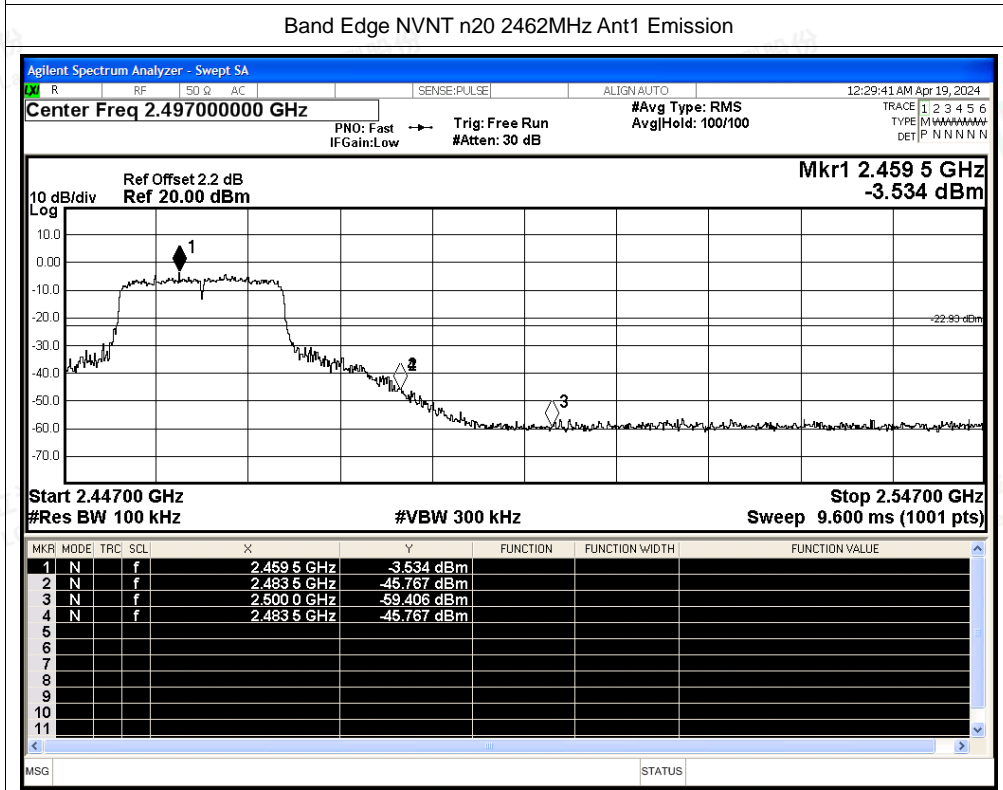 Band Edge NVNT n20 2462MHz Ant1 Emission
Agilent Spectrum Analyzer - Swept SA
LXI R RF 50 Ω AC SENSE:PULSE ALIGN AUTO 12:29:41 AM Apr 19, 2024
Center Freq 2.497000000 GHz
#Avg Type: RMS
TRACE 1 2 3 4 5 6
PNO: Fast Trig: Free Run Avg|Hold: 100/100
TYPE M WWWWW
IFGain:Low #Atten: 30 dB
DET P N N N N N
Mkr1 2.459 5 GHz
-3.534 dBm
Ref Offset 2.2 dB
10 dB/div Ref 20.00 dBm
Log
10.0
1
0.00
-10.0
-20.0
-22.93 dBm
-30.0
-40.0
2
4
-50.0
3
-60.0
-70.0
Start 2.44700 GHz Stop 2.54700 GHz
#Res BW 100 kHz #VBW 300 kHz Sweep 9.600 ms (1001 pts)
MKR MODE TRC SCL X Y FUNCTION FUNCTION WIDTH FUNCTION VALUE
1 N f 2.459 5 GHz -3.534 dBm
2 N f 2.483 5 GHz -45.767 dBm
3 N f 2.500 0 GHz -59.406 dBm
4 N f 2.483 5 GHz -45.767 dBm
5
6
7
8
9
10
11
MSG STATUS